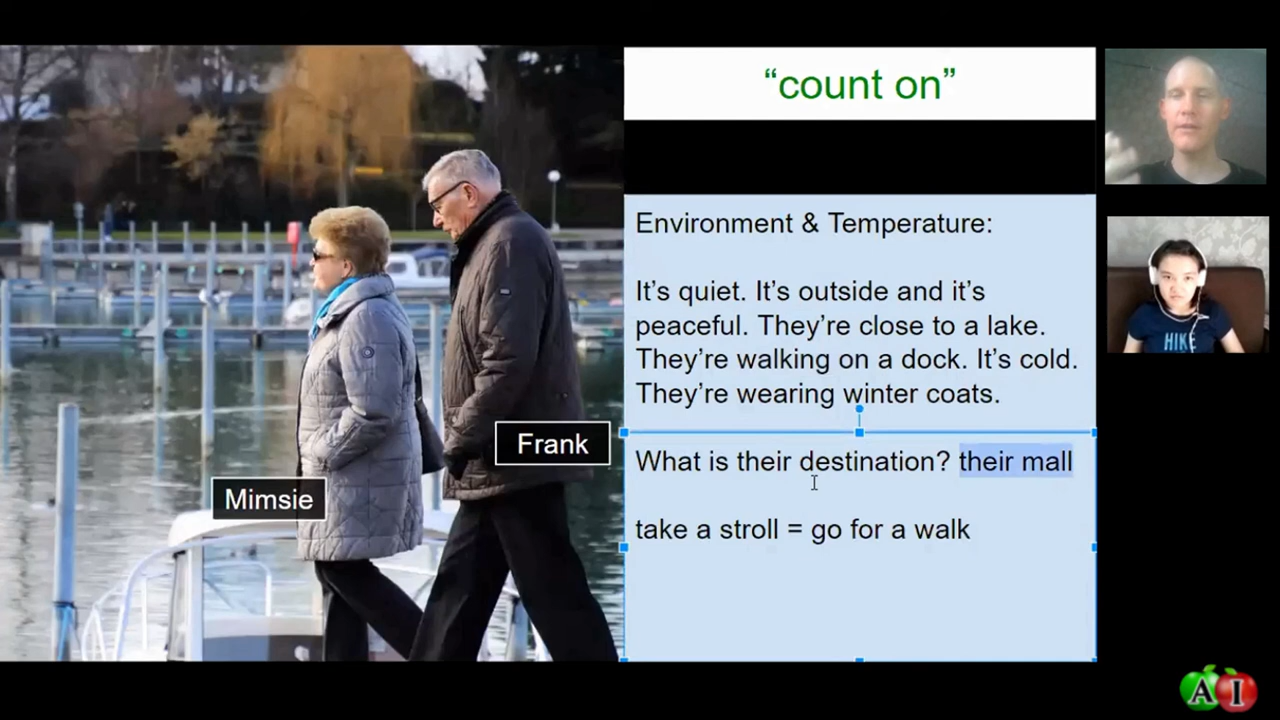 “count on”
Environment & Temperature:
It’s quiet. It’s outside and it’s
peaceful. They’re close to a lake.
They’re walking on a dock. It’s cold.
They’re wearing winter coats.
Frank
What is their destination? their mall
Mimsie
take a stroll = go for a walk
HIKE
A I